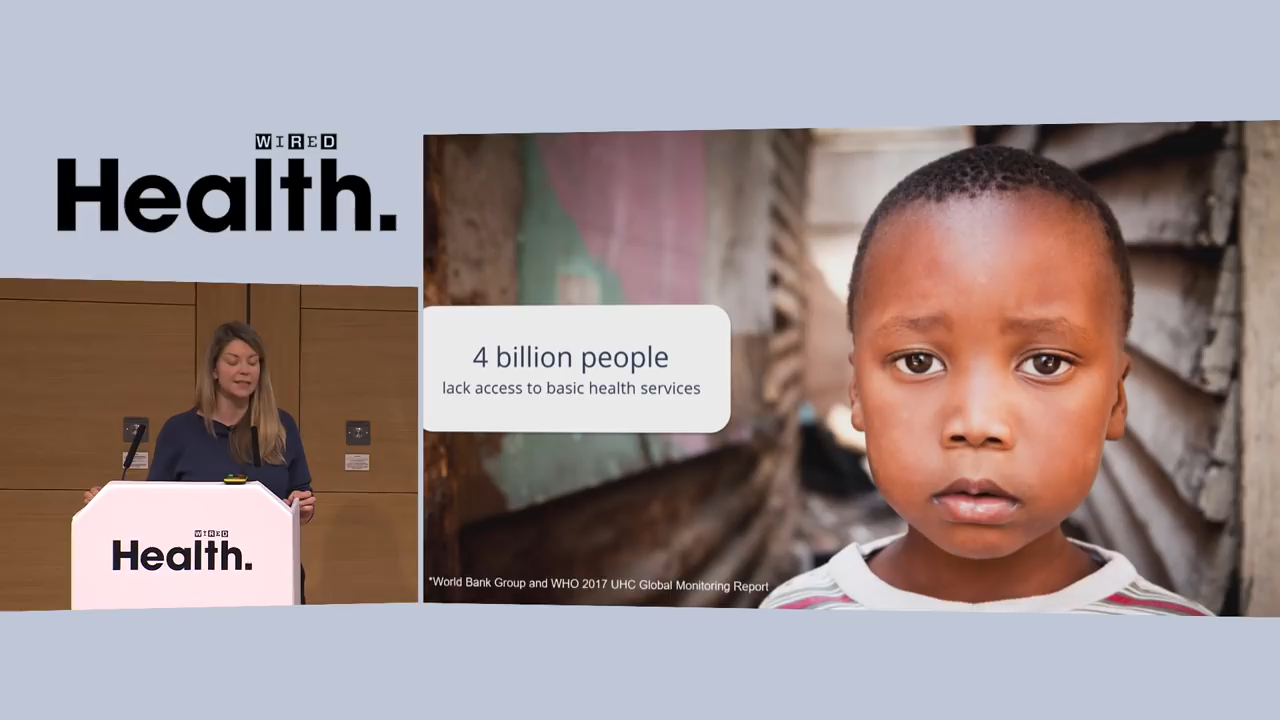 WIRED
Health.
4 billion people
lack access to basic health services
*World Bank Group and WHO 2017 UHC Global Monitoring Report
WIRED
Health.